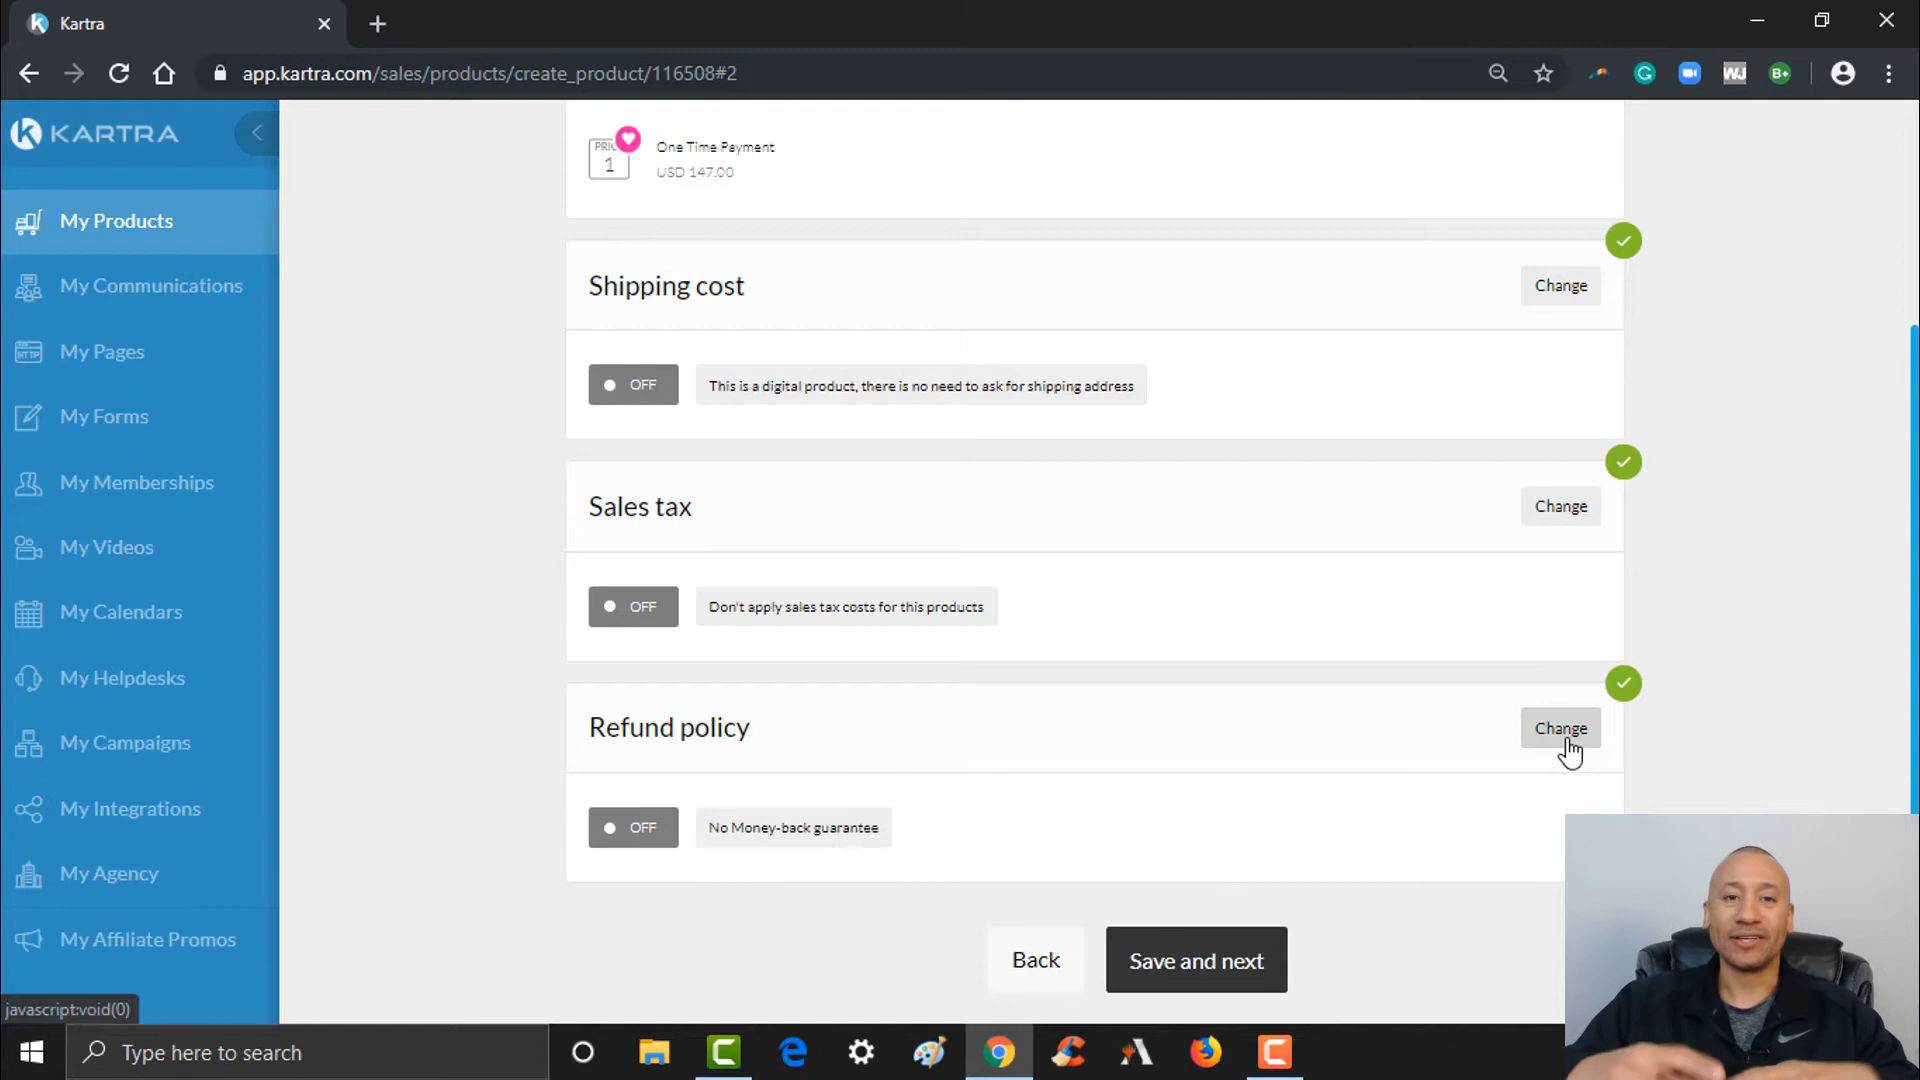 Kartra
app.kartra.com/sales/products/create_product/116508#2
WJ
B+
KARTRA
My Products
My Communications
My Pages
My Forms
My Memberships
My Videos
My Calendars
My Helpdesks
My Campaigns
My Integrations
My Agency
My Affiliate Promos
javascript:void(0)
1
One Time Payment
USD 147.00
Shipping cost
Change
OFF
This is a digital product, there is no need to ask for shipping address
Sales tax
Change
OFF
Don't apply sales tax costs for this products
Refund policy
Change
OFF
No Money-back guarantee
Back
Save and next
Type here to search